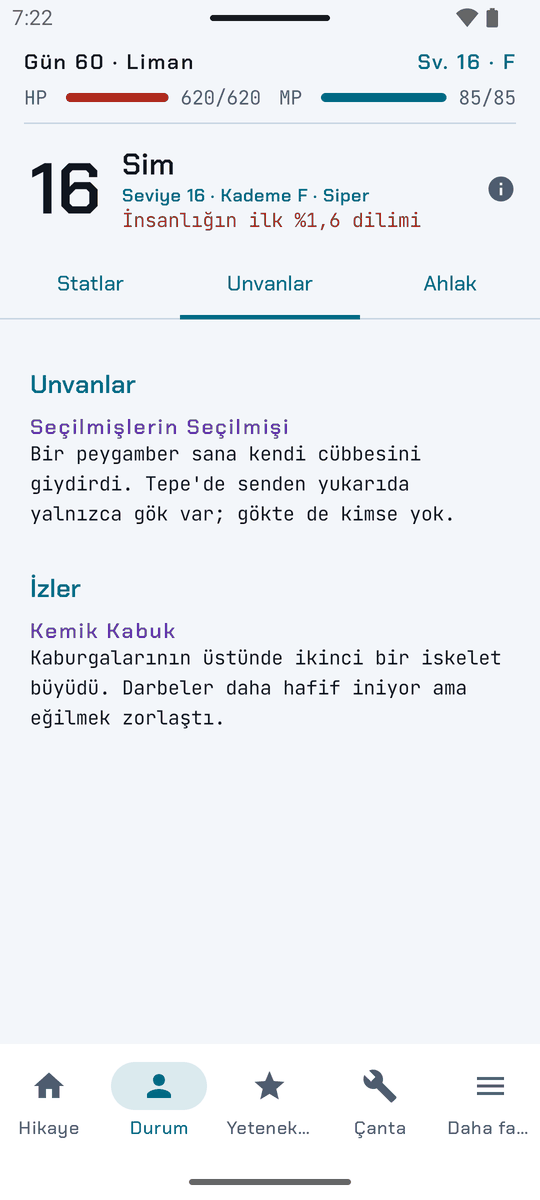 7:22
Gün 60 · Liman
Sv. 16 · F
HP 620/620 MP 85/85
16
Sim
Seviye 16 · Kademe F · Siper
İnsanlığın ilk %1,6 dilimi
Statlar
Unvanlar
Ahlak
Unvanlar
Seçilmişlerin Seçilmişi
Bir peygamber sana kendi cübbesini
giydirdi. Tepe'de senden yukarıda
yalnızca gök var; gökte de kimse yok.
İzler
Kemik Kabuk
Kaburgalarının üstünde ikinci bir iskelet
büyüdü. Darbeler daha hafif iniyor ama
eğilmek zorlaştı.
Hikaye
Durum
Yetenek...
Çanta
Daha fa...